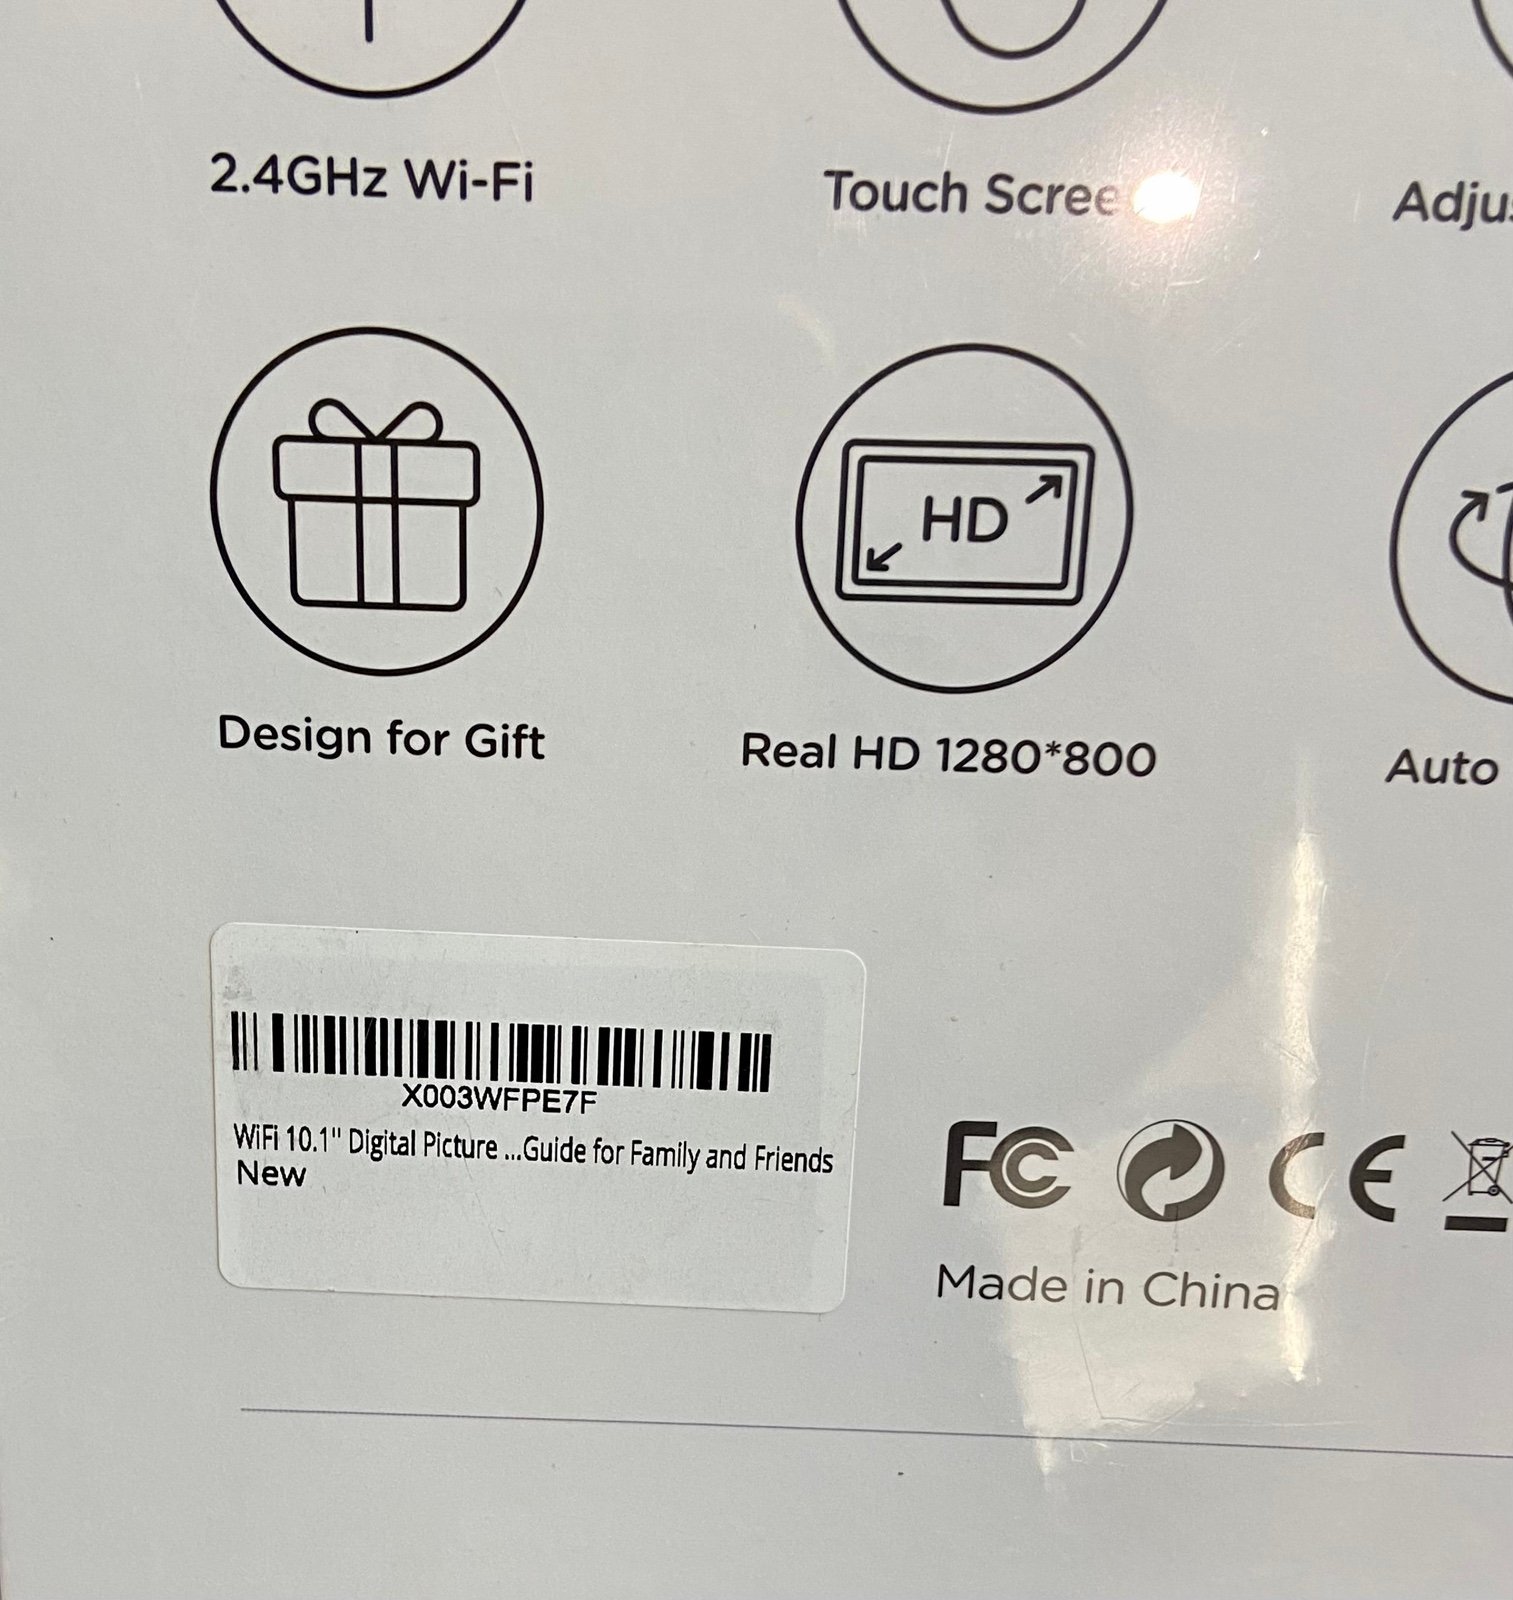 2.4GHz Wi-Fi
Touch Scree
Adjus
HD
Design for Gift
Real HD 1280*800
Auto
X003WFPE7F
WiFi 10.1" Digital Picture ...Guide for Family and Friends
New
FC CE
Made in China